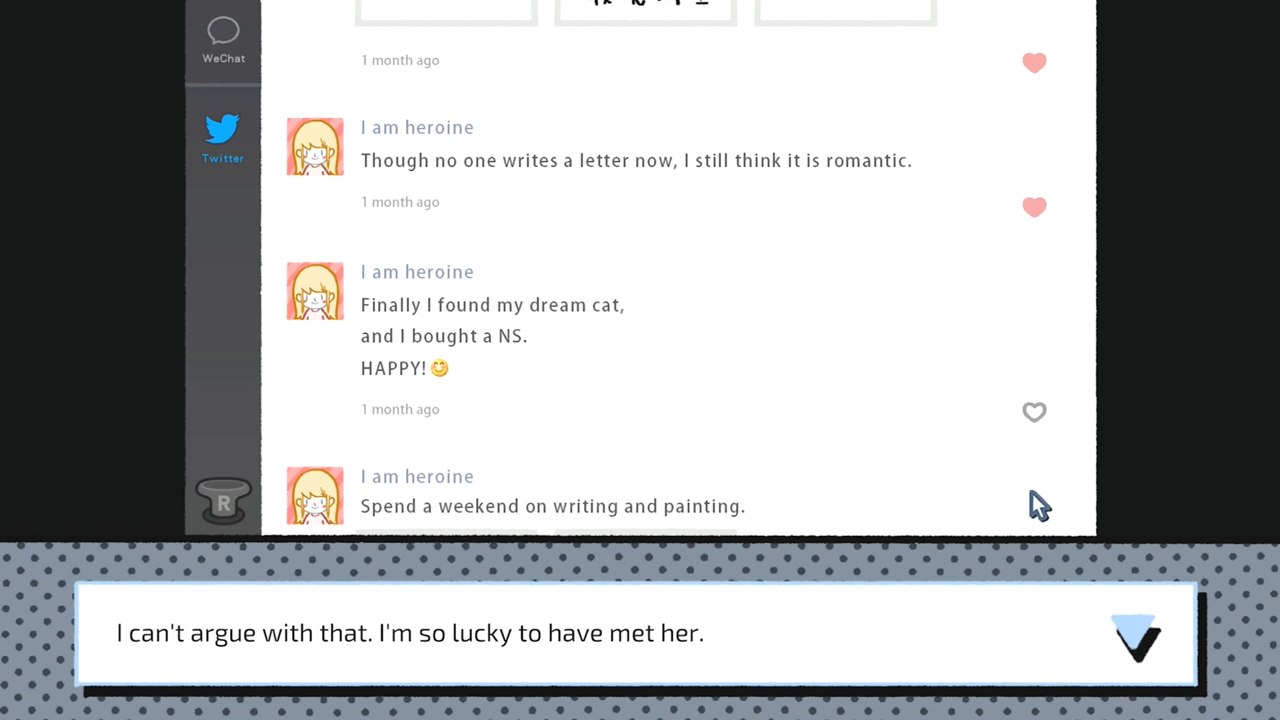 WeChat
Twitter
R
1 month ago
I am heroine
Though no one writes a letter now, I still think it is romantic.
1 month ago
I am heroine
Finally I found my dream cat,
and I bought a NS.
HAPPY!😋
1 month ago
I am heroine
Spend a weekend on writing and painting.
I can't argue with that. I'm so lucky to have met her.